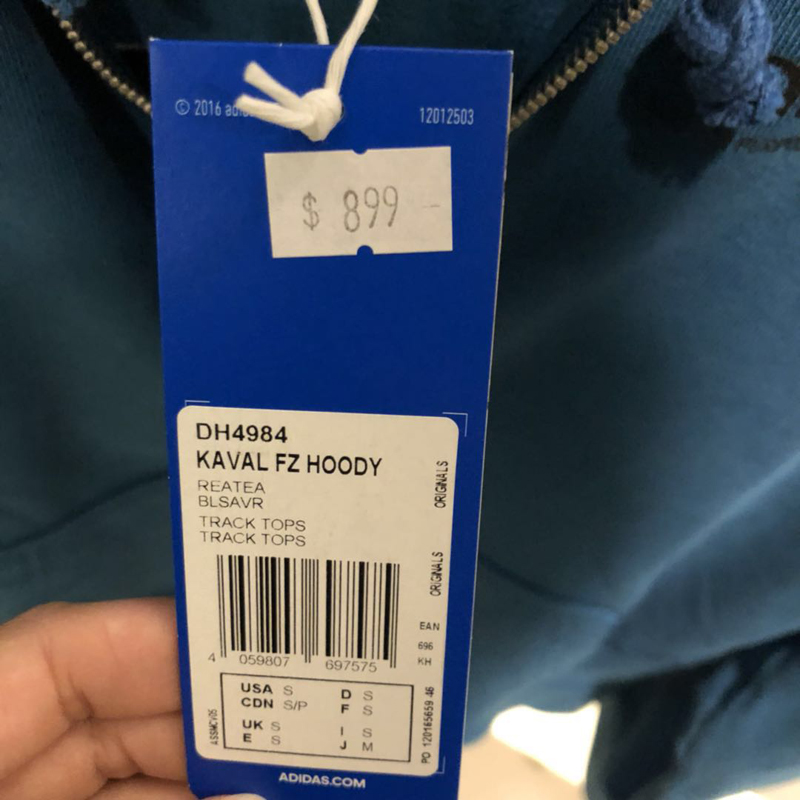 © 2016
12012503
$ 899 -
DH4984
KAVAL FZ HOODY
REATEA
BLSAVR
TRACK TOPS
TRACK TOPS
ORIGINALS
ORIGINALS
EAN
696
KH
4 059807 697575
USA S D S
CDN S/P F S
UK S I S
E S J M
ASSMCV05
PO 120165659 46
ADIDAS.COM